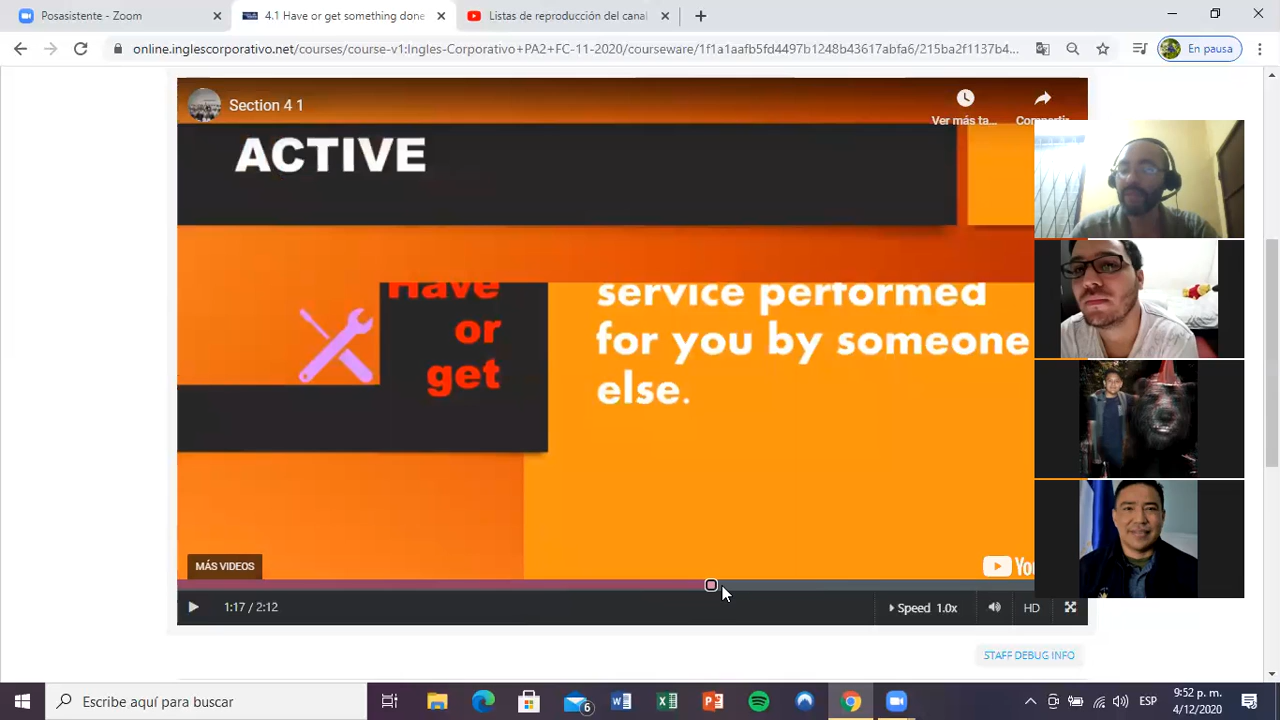 Posasistente - Zoom
4.1 Have or get something done
Listas de reproducción del canal
online.inglescorporativo.net/courses/course-v1:Ingles-Corporativo+PA2+FC-11-2020/courseware/1f1a1aafb5fd4497b1248b43617abfa6/215ba2f1137b4...
En pausa
Section 4 1
Ver más ta...
Compartir
ACTIVE
Have
or
get
service performed
for you by someone
else.
MÁS VIDEOS
1:17 / 2:12
Speed 1.0x
HD
STAFF DEBUG INFO
Escribe aquí para buscar
6
ESP
9:52 p. m.
4/12/2020